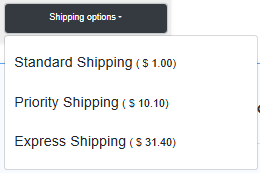 Shipping options
Standard Shipping ( $ 1.00)
Priority Shipping ( $ 10.10)
Express Shipping ( $ 31.40)